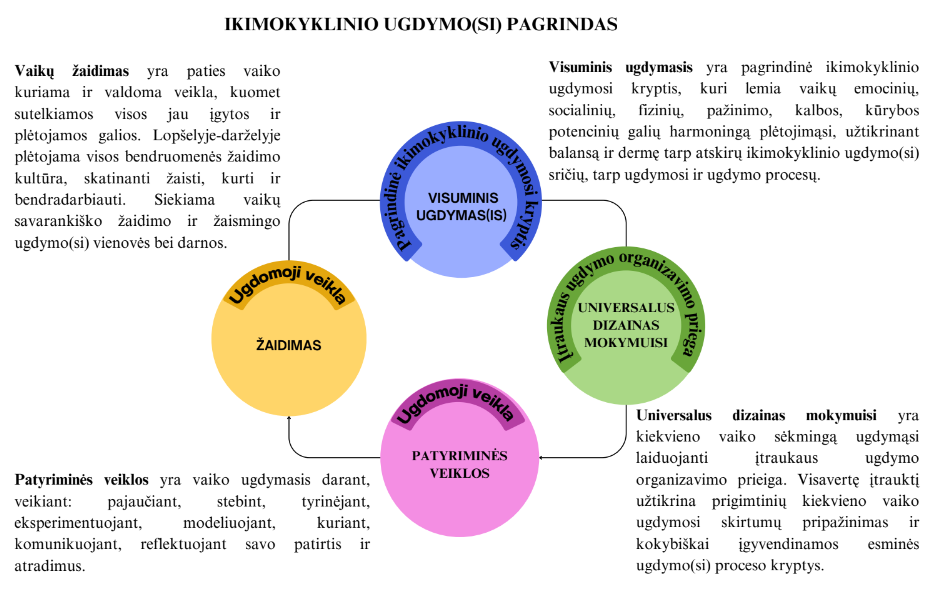 IKIMOKYKLINIO UGDYMO(SI) PAGRINDAS
Vaikų žaidimas yra paties vaiko
kuriama ir valdoma veikla, kuomet
sutelkiamos visos jau įgytos ir
plėtojamos galios. Lopšelyje-darželyje
plėtojama visos bendruomenės žaidimo
kultūra, skatinanti žaisti, kurti ir
bendradarbiauti. Siekiama vaikų
savarankiško žaidimo ir žaismingo
ugdymo(si) vienovės bei darnos.
Visuminis ugdymasis yra pagrindinė ikimokyklinio
ugdymosi kryptis, kuri lemia vaikų emocinių,
socialinių, fizinių, pažinimo, kalbos, kūrybos
potencinių galių harmoningą plėtojimąsi, užtikrinant
balansą ir dermę tarp atskirų ikimokyklinio ugdymo(si)
sričių, tarp ugdymosi ir ugdymo procesų.
Pagrindinė ikimokyklinio ugdymosi kryptis
VISUMINIS
UGDYMAS(IS)
Ugdomoji veikla
ŽAIDIMAS
Įtraukaus ugdymo organizavimo prieiga
UNIVERSALUS
DIZAINAS
MOKYMUISI
Ugdomoji veikla
PATYRIMINĖS
VEIKLOS
Universalus dizainas mokymuisi yra
kiekvieno vaiko sėkmingą ugdymąsi
laiduojanti įtraukaus ugdymo
organizavimo prieiga. Visavertę įtrauktį
užtikrina prigimtinių kiekvieno vaiko
ugdymosi skirtumų pripažinimas ir
kokybiškai įgyvendinamos esminės
ugdymo(si) proceso kryptys.
Patyriminės veiklos yra vaiko ugdymasis darant,
veikiant: pajaučiant, stebint, tyrinėjant,
eksperimentuojant, modeliuojant, kuriant,
komunikuojant, reflektuojant savo patirtis ir
atradimus.